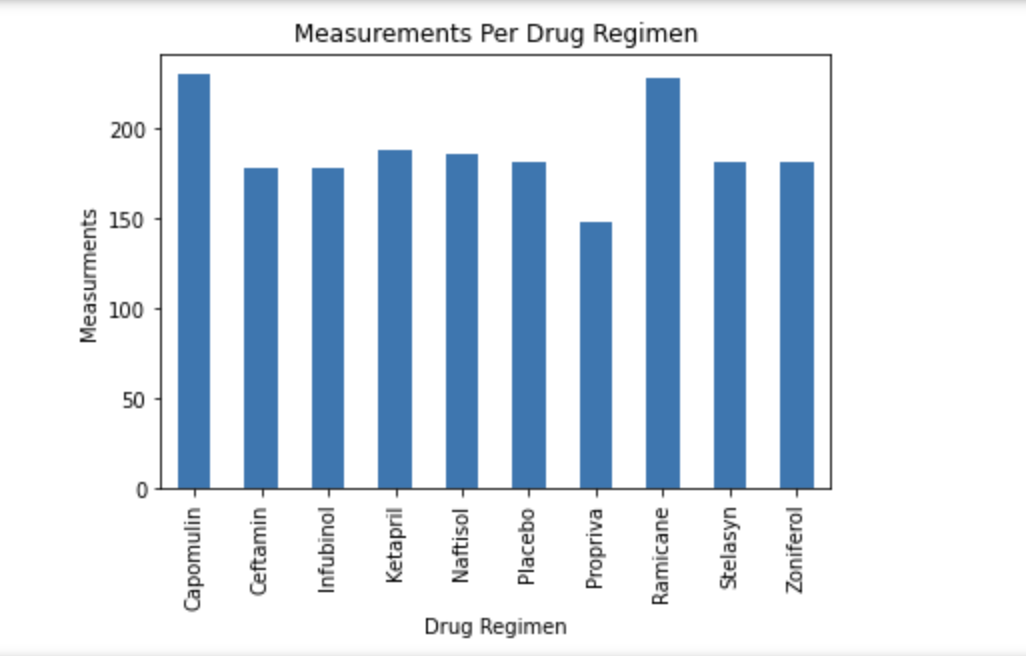 Measurements Per Drug Regimen
Measurments
200
150
100
50
0
Capomulin
Ceftamin
Infubinol
Ketapril
Naftisol
Placebo
Propriva
Ramicane
Stelasyn
Zoniferol
Drug Regimen